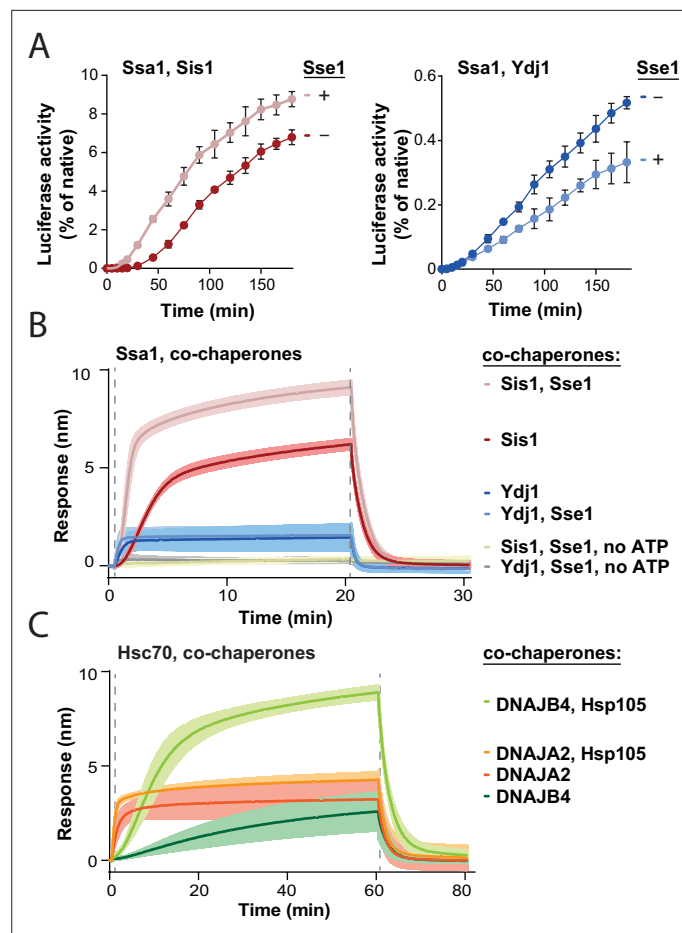 A
Ssa1, Sis1
Sse1
10
8
6
4
2
0
+
−
Luciferase activity
(% of native)
0
50
100
150
Time (min)
Ssa1, Ydj1
Sse1
0.6
0.4
0.2
0.0
−
+
Luciferase activity
(% of native)
0
50
100
150
Time (min)
B
Ssa1, co-chaperones
co-chaperones:
10
5
0
Response (nm)
0
10
20
30
Time (min)
Sis1, Sse1
Sis1
Ydj1
Ydj1, Sse1
Sis1, Sse1, no ATP
Ydj1, Sse1, no ATP
C
Hsc70, co-chaperones
co-chaperones:
10
5
0
Response (nm)
0
20
40
60
80
Time (min)
DNAJB4, Hsp105
DNAJA2, Hsp105
DNAJA2
DNAJB4